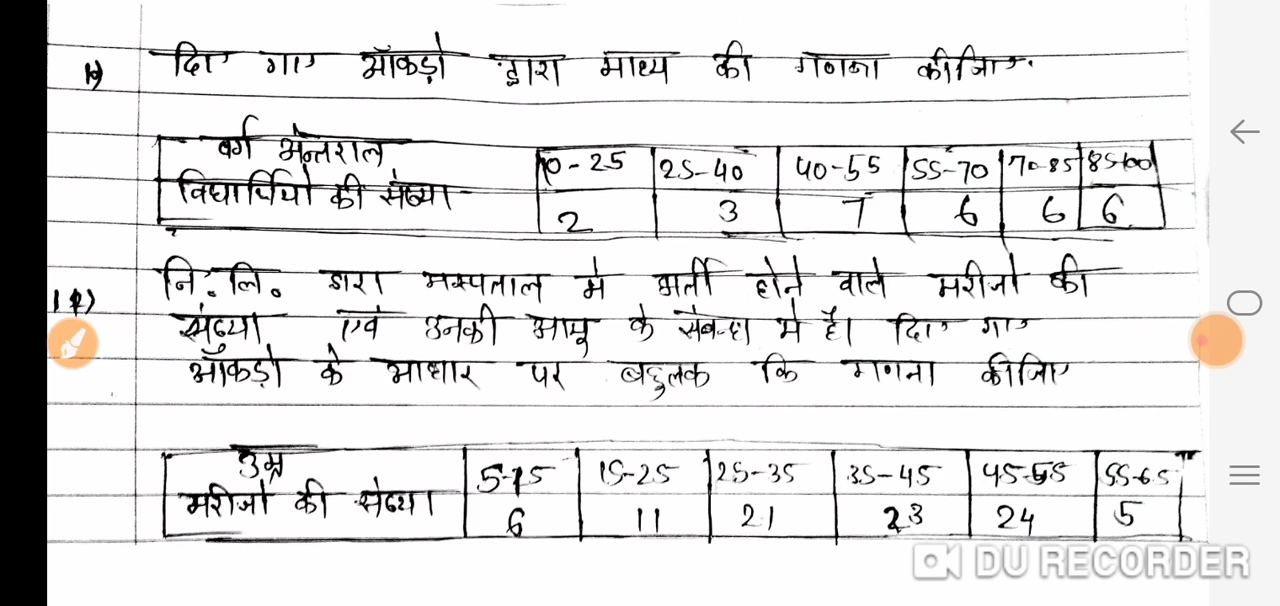 दिए गए आँकड़ो द्वारा माध्य की गणना कीजिए.
वर्ग अन्तराल 10-25 25-40 40-55 55-70 70-85 85-100
विद्यार्थियो की संख्या 2 3 7 6 6 6
नि. लि. द्वारा अस्पताल मे भर्ती होने वाले मरीजो की
संख्या एवं उनकी आयु के संबन्ध मे है। दिए गए
आँकड़ो के आधार पर बहुलक कि गणना कीजिए
उम्र 5-15 15-25 25-35 35-45 45-55 55-65
मरीजो की संख्या 6 11 21 23 24 5
DU RECORDER